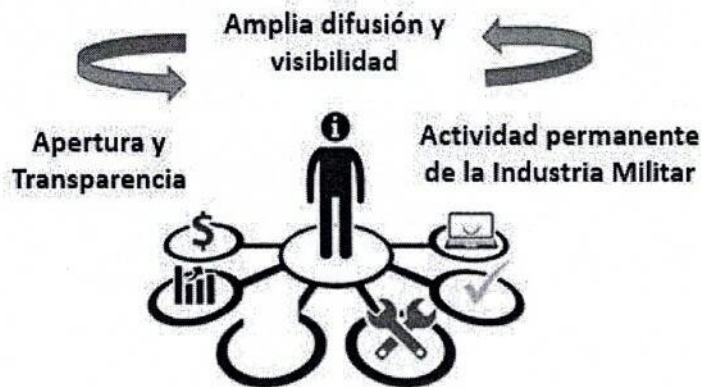 Amplia difusión y
visibilidad
Apertura y
Transparencia
Actividad permanente
de la Industria Militar
i
$